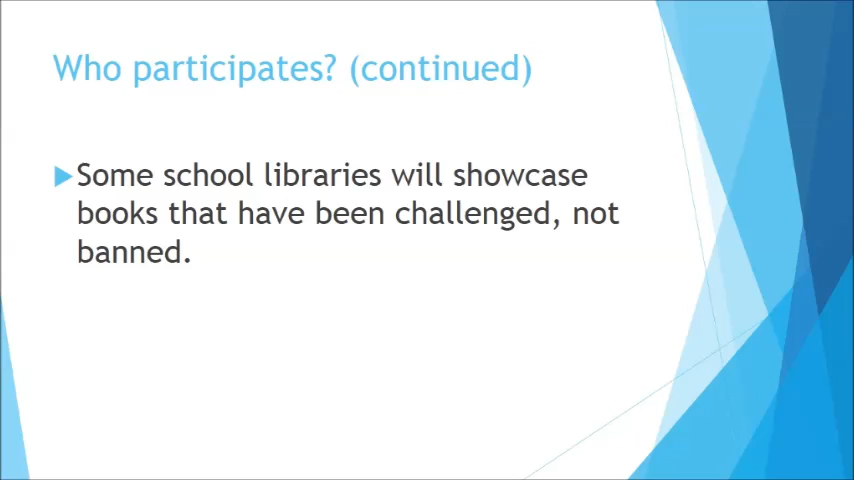 Who participates? (continued)
Some school libraries will showcase
books that have been challenged, not
banned.